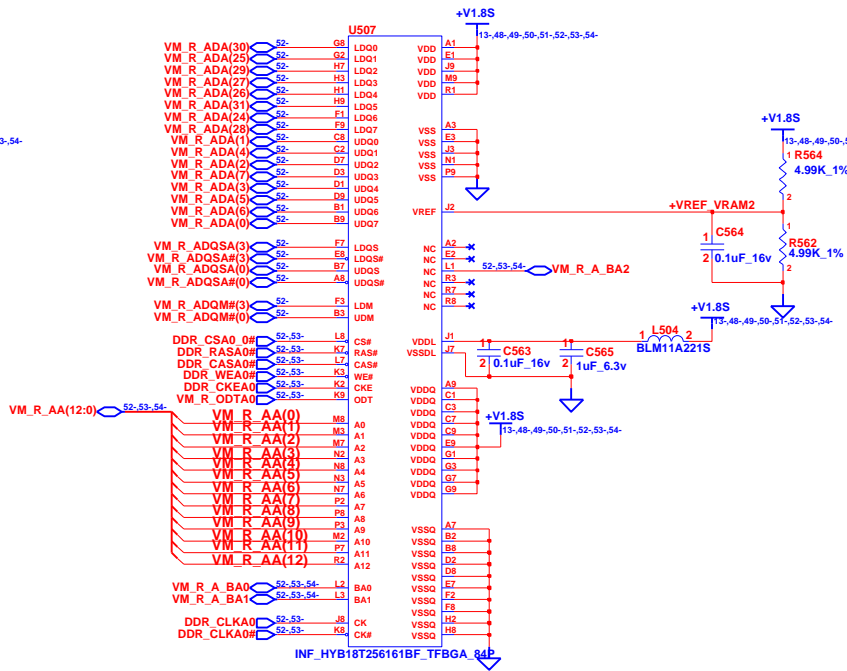 +V1.8S
13-,48-,49-,50-,51-,52-,53-,54-
U507
VM_R_ADA(30) 52- G8 LDQ0 VDD A1
VM_R_ADA(25) 52- G2 LDQ1 VDD E1
VM_R_ADA(29) 52- H7 LDQ2 VDD J9
VM_R_ADA(27) 52- H3 LDQ3 VDD M9
VM_R_ADA(26) 52- H1 LDQ4 VDD R1
VM_R_ADA(31) 52- H9 LDQ5
VM_R_ADA(24) 52- F1 LDQ6
VM_R_ADA(28) 52- F9 LDQ7 VSS A3
VM_R_ADA(1) 52- C8 UDQ0 VSS E3
VM_R_ADA(4) 52- C2 UDQ1 VSS J3
VM_R_ADA(2) 52- D7 UDQ2 VSS N1
VM_R_ADA(7) 52- D3 UDQ3 VSS P9
VM_R_ADA(3) 52- D1 UDQ4
VM_R_ADA(5) 52- D9 UDQ5
VM_R_ADA(6) 52- B1 UDQ6 VREF J2 +VREF_VRAM2
VM_R_ADA(0) 52- B9 UDQ7
3-,54-
+V1.8S
13-,48-,49-,50-,5
1 R564
4.99K_1%
2
1 C564
2 0.1uF_16v
1 R562
4.99K_1%
2
VM_R_ADQSA(3) 52- F7 LDQS NC A2
VM_R_ADQSA#(3) 52- E8 LDQS# NC E2
VM_R_ADQSA(0) 52- B7 UDQS NC L1 52-,53-,54- VM_R_A_BA2
VM_R_ADQSA#(0) 52- A8 UDQS# NC R3
NC R7
VM_R_ADQM#(3) 52- F3 LDM NC R8
VM_R_ADQM#(0) 52- B3 UDM
+V1.8S
13-,48-,49-,50-,51-,52-,53-,54-
L504
1 2
BLM11A221S
DDR_CSA0_0# 52-,53- L8 CS# VDDL J1
DDR_RASA0# 52-,53- K7 RAS# VSSDL J7
DDR_CASA0# 52-,53- L7 CAS#
DDR_WEA0# 52-,53- K3 WE#
DDR_CKEA0 52-,53- K2 CKE
VM_R_ODTA0 52-,53- K9 ODT
1 C563
2 0.1uF_16v
1 C565
2 1uF_6.3v
VM_R_AA(12:0) 52-,53-,54-
VM_R_AA(0) M8 A0
VM_R_AA(1) M3 A1
VM_R_AA(2) M7 A2
VM_R_AA(3) N2 A3
VM_R_AA(4) N8 A4
VM_R_AA(5) N3 A5
VM_R_AA(6) N7 A6
VM_R_AA(7) P2 A7
VM_R_AA(8) P8 A8
VM_R_AA(9) P3 A9
VM_R_AA(10) M2 A10
VM_R_AA(11) P7 A11
VM_R_AA(12) R2 A12
VDDQ A9
VDDQ C1
VDDQ C3
VDDQ C7
VDDQ C9
VDDQ E9
VDDQ G1
VDDQ G3
VDDQ G7
VDDQ G9
+V1.8S
13-,48-,49-,50-,51-,52-,53-,54-
VSSQ A7
VSSQ B2
VSSQ B8
VSSQ D2
VSSQ D8
VSSQ E7
VSSQ F2
VSSQ F8
VSSQ H2
VSSQ H8
VM_R_A_BA0 52-,53-,54- L2 BA0
VM_R_A_BA1 52-,53-,54- L3 BA1
DDR_CLKA0 52-,53- J8 CK
DDR_CLKA0# 52-,53- K8 CK#
INF_HYB18T256161BF_TFBGA_84P